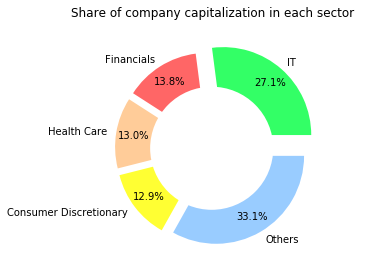 Share of company capitalization in each sector
IT
27.1%
Financials
13.8%
Health Care
13.0%
Consumer Discretionary
12.9%
Others
33.1%